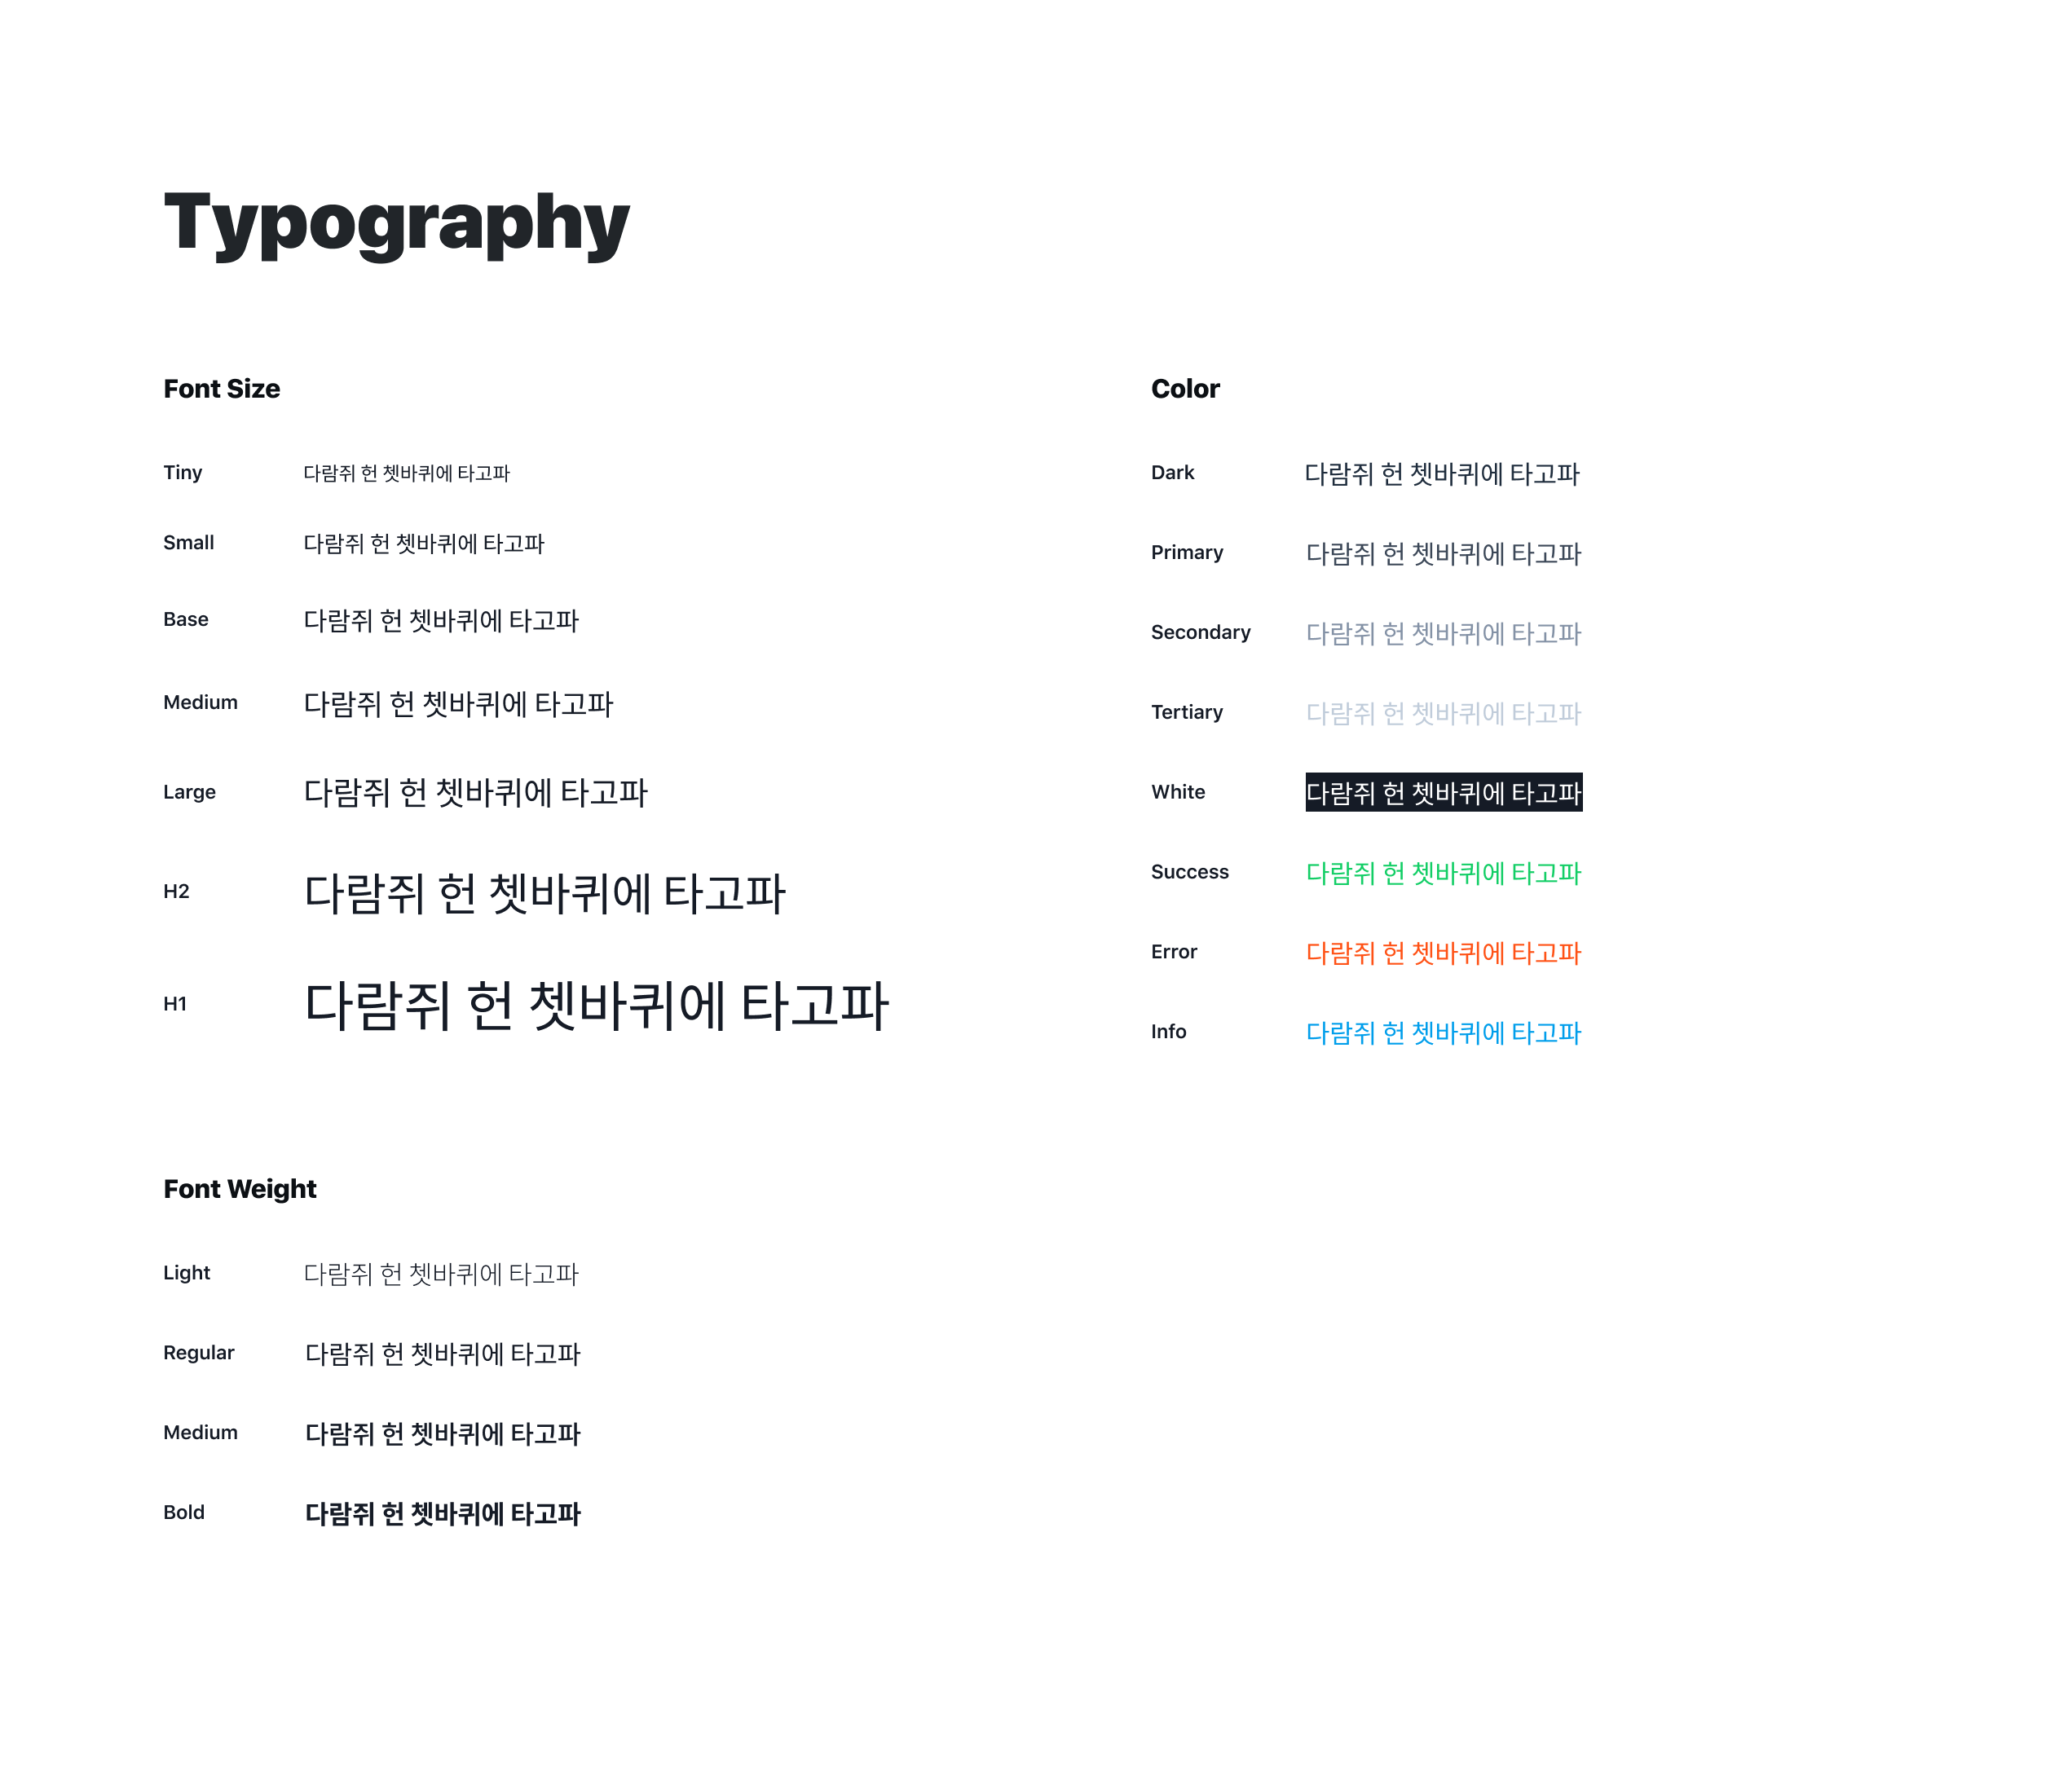 Typography
Font Size
Tiny 다람쥐 헌 쳇바퀴에 타고파
Small 다람쥐 헌 쳇바퀴에 타고파
Base 다람쥐 헌 쳇바퀴에 타고파
Medium 다람쥐 헌 쳇바퀴에 타고파
Large 다람쥐 헌 쳇바퀴에 타고파
H2 다람쥐 헌 쳇바퀴에 타고파
H1 다람쥐 헌 쳇바퀴에 타고파
Font Weight
Light 다람쥐 헌 쳇바퀴에 타고파
Regular 다람쥐 헌 쳇바퀴에 타고파
Medium 다람쥐 헌 쳇바퀴에 타고파
Bold 다람쥐 헌 쳇바퀴에 타고파
Color
Dark 다람쥐 헌 쳇바퀴에 타고파
Primary 다람쥐 헌 쳇바퀴에 타고파
Secondary 다람쥐 헌 쳇바퀴에 타고파
Tertiary 다람쥐 헌 쳇바퀴에 타고파
White 다람쥐 헌 쳇바퀴에 타고파
Success 다람쥐 헌 쳇바퀴에 타고파
Error 다람쥐 헌 쳇바퀴에 타고파
Info 다람쥐 헌 쳇바퀴에 타고파